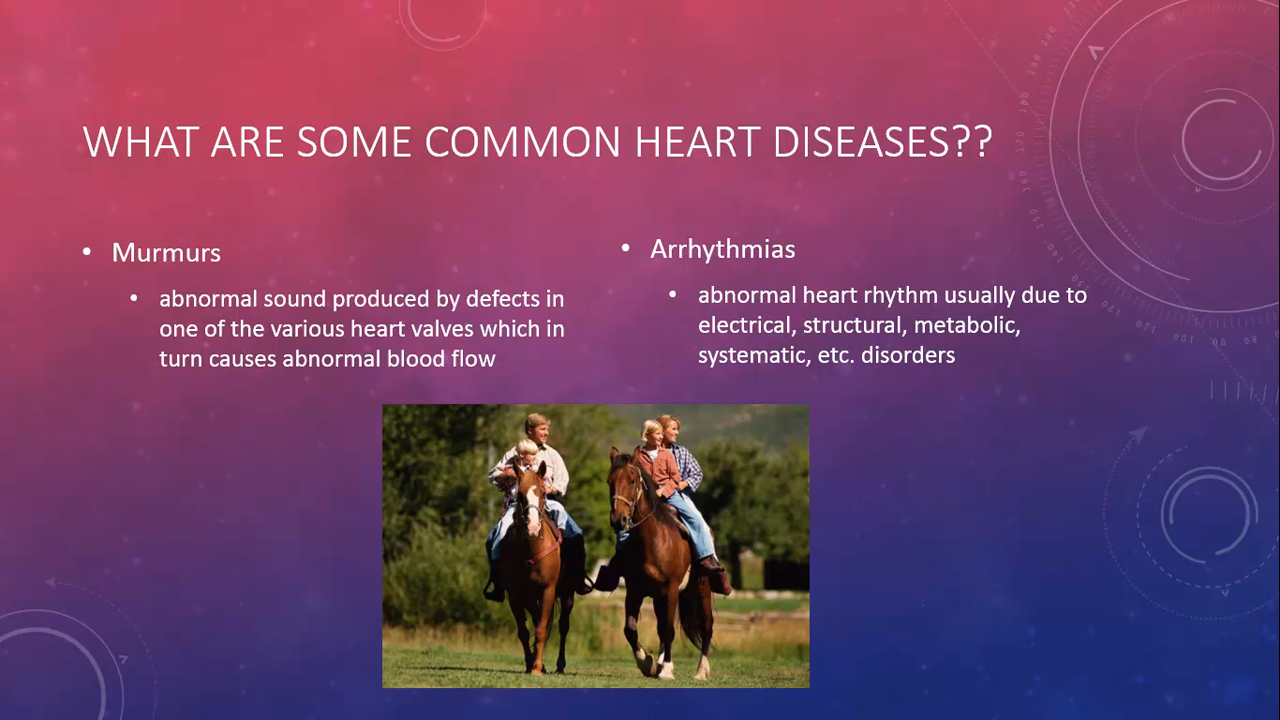 WHAT ARE SOME COMMON HEART DISEASES??
• Murmurs
• abnormal sound produced by defects in
one of the various heart valves which in
turn causes abnormal blood flow
• Arrhythmias
• abnormal heart rhythm usually due to
electrical, structural, metabolic,
systematic, etc. disorders